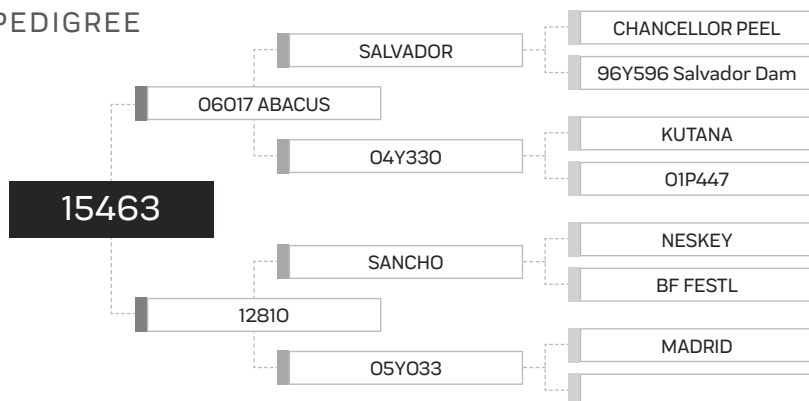 PEDIGREE
CHANCELLOR PEEL
SALVADOR
96Y596 Salvador Dam
06017 ABACUS
KUTANA
04Y330
01P447
15463
NESKEY
SANCHO
BF FESTL
12810
MADRID
05Y033